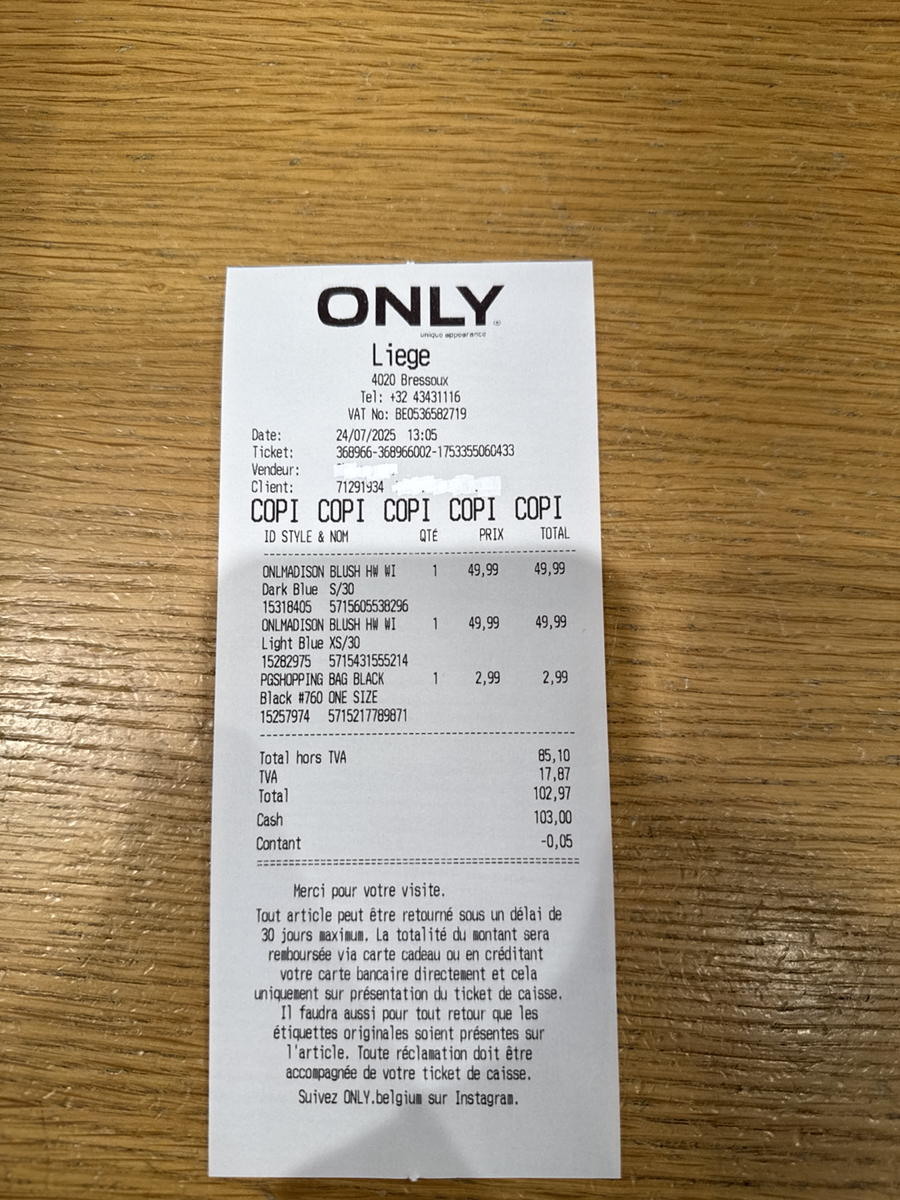 ONLY®
unique appearance
Liege
4020 Bressoux
Tel: +32 43431116
VAT No: BE0536582719
Date: 24/07/2025 13:05
Ticket: 368966-368966002-1753355060433
Vendeur:
Client: 71291934
COPI COPI COPI COPI COPI
ID STYLE & NOM QTÉ PRIX TOTAL
ONLMADISON BLUSH HW WI 1 49,99 49,99
Dark Blue S/30
15318405 5715605538296
ONLMADISON BLUSH HW WI 1 49,99 49,99
Light Blue XS/30
15282975 5715431555214
PGSHOPPING BAG BLACK 1 2,99 2,99
Black #760 ONE SIZE
15257974 5715217789871
Total hors TVA 85,10
TVA 17,87
Total 102,97
Cash 103,00
Contant -0,05
Merci pour votre visite.
Tout article peut être retourné sous un délai de
30 jours maximum. La totalité du montant sera
remboursée via carte cadeau ou en créditant
votre carte bancaire directement et cela
uniquement sur présentation du ticket de caisse.
Il faudra aussi pour tout retour que les
étiquettes originales soient présentes sur
l'article. Toute réclamation doit être
accompagnée de votre ticket de caisse.
Suivez ONLY.belgium sur Instagram.